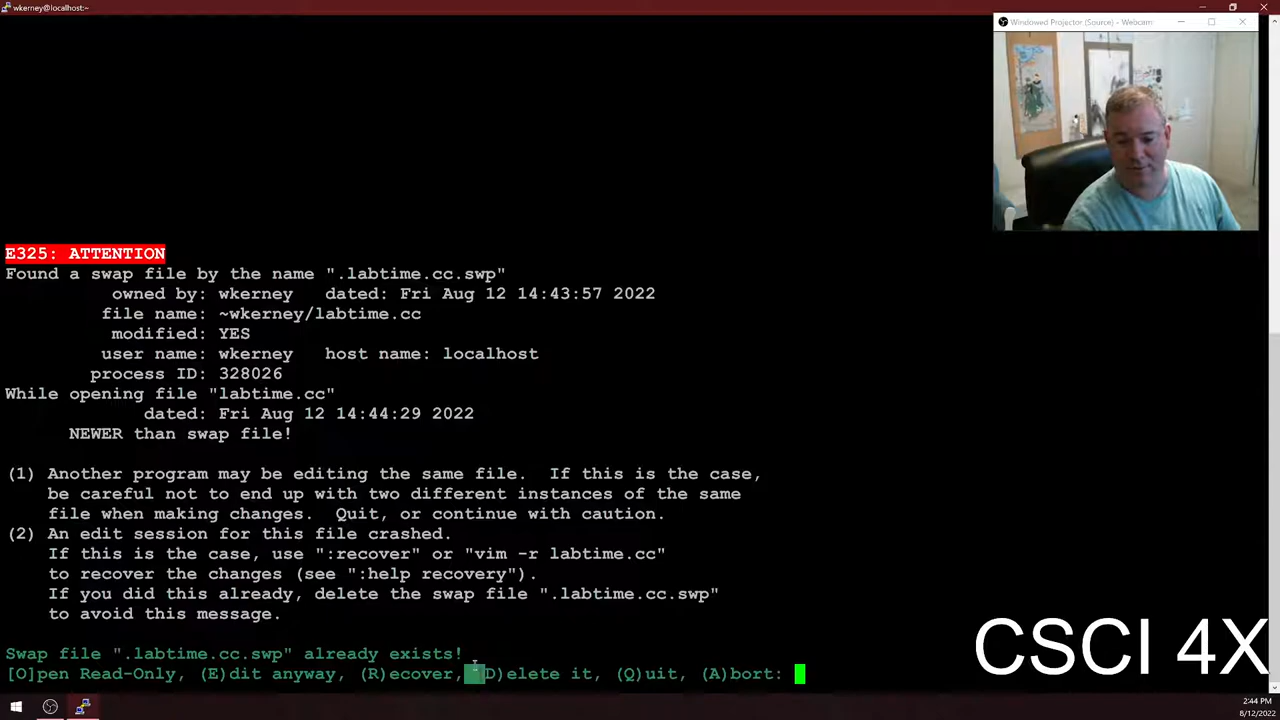 wkerney@localhost:~
Windowed Projector (Source) - Webcam
E325: ATTENTION
Found a swap file by the name ".labtime.cc.swp"
owned by: wkerney   dated: Fri Aug 12 14:43:57 2022
file name: ~wkerney/labtime.cc
modified: YES
user name: wkerney   host name: localhost
process ID: 328026
While opening file "labtime.cc"
dated: Fri Aug 12 14:44:29 2022
NEWER than swap file!
(1) Another program may be editing the same file.  If this is the case,
be careful not to end up with two different instances of the same
file when making changes.  Quit, or continue with caution.
(2) An edit session for this file crashed.
If this is the case, use ":recover" or "vim -r labtime.cc"
to recover the changes (see ":help recovery").
If you did this already, delete the swap file ".labtime.cc.swp"
to avoid this message.
CSCI 4X
Swap file ".labtime.cc.swp" already exists!
[O]pen Read-Only, (E)dit anyway, (R)ecover, (D)elete it, (Q)uit, (A)bort:
2:44 PM
8/12/2022